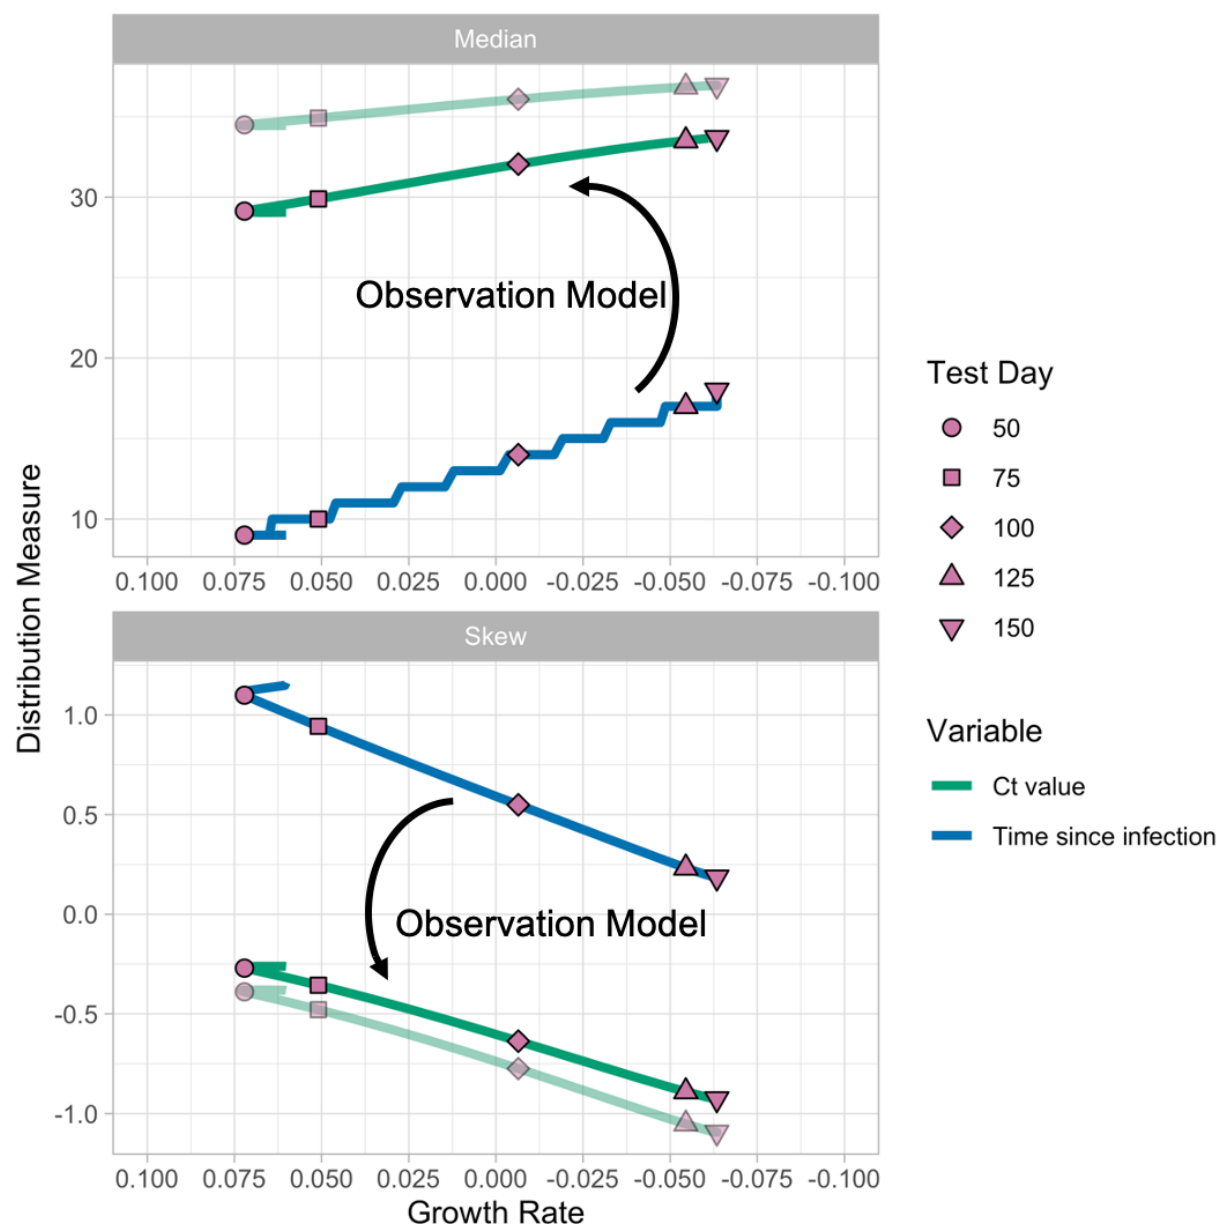 Median
30
20
10
Observation Model
0.100 0.075 0.050 0.025 0.000 -0.025 -0.050 -0.075 -0.100
Distribution Measure
Skew
1.0
0.5
0.0
-0.5
-1.0
Observation Model
0.100 0.075 0.050 0.025 0.000 -0.025 -0.050 -0.075 -0.100
Growth Rate
Test Day
50
75
100
125
150
Variable
Ct value
Time since infection